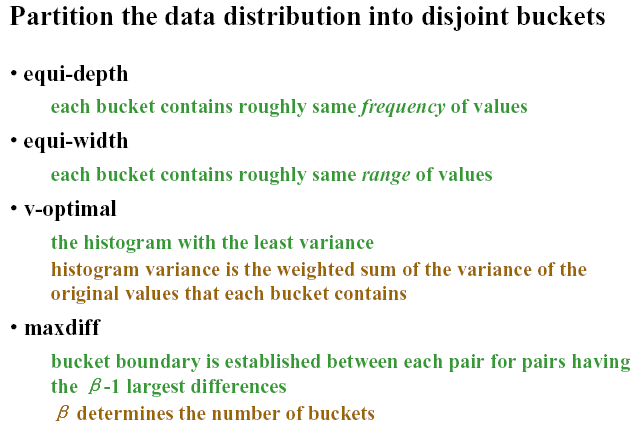 Partition the data distribution into disjoint buckets
• equi-depth
each bucket contains roughly same frequency of values
• equi-width
each bucket contains roughly same range of values
• v-optimal
the histogram with the least variance
histogram variance is the weighted sum of the variance of the
original values that each bucket contains
• maxdiff
bucket boundary is established between each pair for pairs having
the β-1 largest differences
β determines the number of buckets